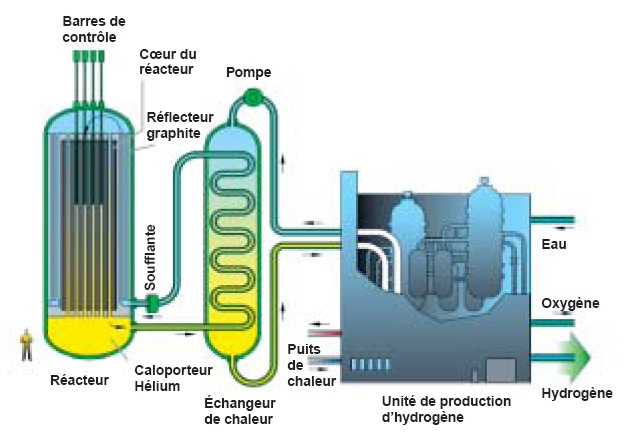 Barres de
contrôle
Cœur du
réacteur
Pompe
Réflecteur
graphite
Soufflante
Eau
Oxygène
Puits
de
chaleur
Réacteur
Caloporteur
Hélium
Échangeur
de chaleur
Unité de production
d'hydrogène
Hydrogène